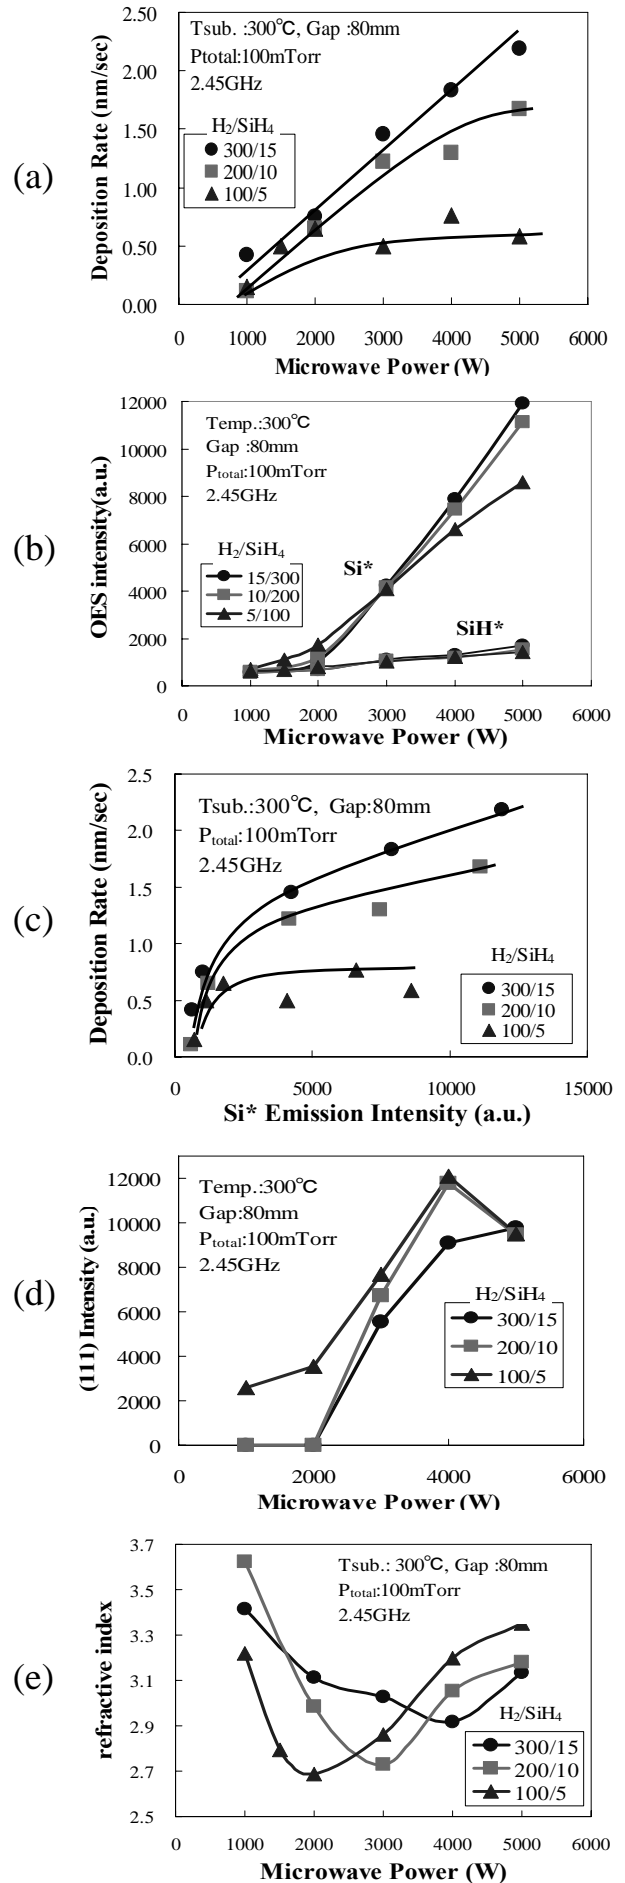 (a)
Deposition Rate (nm/sec)
2.50
2.00
1.50
1.00
0.50
0.00
Tsub.:300℃, Gap :80mm
Ptotal:100mTorr
2.45GHz
H2/SiH4
300/15
200/10
100/5
0 1000 2000 3000 4000 5000 6000
Microwave Power (W)
(b)
OES intensity(a.u.)
12000
10000
8000
6000
4000
2000
0
Temp.:300℃
Gap :80mm
Ptotal:100mTorr
2.45GHz
H2/SiH4
15/300
10/200
5/100
Si*
SiH*
0 1000 2000 3000 4000 5000 6000
Microwave Power (W)
(c)
Deposition Rate (nm/sec)
2.5
2.0
1.5
1.0
0.5
0.0
Tsub.:300℃, Gap:80mm
Ptotal:100mTorr
2.45GHz
H2/SiH4
300/15
200/10
100/5
0 5000 10000 15000
Si* Emission Intensity (a.u.)
(d)
(111) Intensity (a.u.)
12000
10000
8000
6000
4000
2000
0
Temp.:300℃
Gap:80mm
Ptotal:100mTorr
2.45GHz
H2/SiH4
300/15
200/10
100/5
0 2000 4000 6000
Microwave Power (W)
(e)
refractive index
3.7
3.5
3.3
3.1
2.9
2.7
2.5
Tsub.: 300℃, Gap :80mm
Ptotal:100mTorr
2.45GHz
H2/SiH4
300/15
200/10
100/5
0 1000 2000 3000 4000 5000 6000
Microwave Power (W)